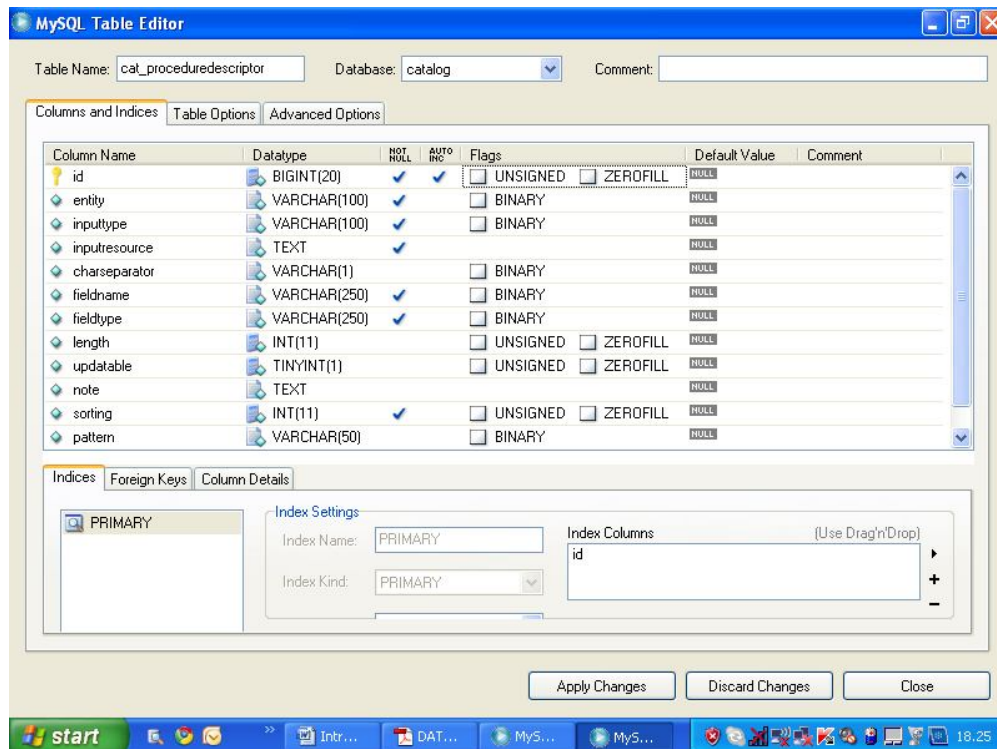 MySQL Table Editor
Table Name: cat_proceduredescriptor Database: catalog Comment:
Columns and Indices Table Options Advanced Options
Column Name Datatype NOT NULL AUTO INC Flags Default Value Comment
id BIGINT(20) UNSIGNED ZEROFILL NULL
entity VARCHAR(100) BINARY NULL
inputtype VARCHAR(100) BINARY NULL
inputresource TEXT NULL
charseparator VARCHAR(1) BINARY NULL
fieldname VARCHAR(250) BINARY NULL
fieldtype VARCHAR(250) BINARY NULL
length INT(11) UNSIGNED ZEROFILL NULL
updatable TINYINT(1) UNSIGNED ZEROFILL NULL
note TEXT NULL
sorting INT(11) UNSIGNED ZEROFILL NULL
pattern VARCHAR(50) BINARY NULL
Indices Foreign Keys Column Details
PRIMARY
Index Settings
Index Name: PRIMARY
Index Kind: PRIMARY
Index Columns (Use Drag'n'Drop)
id
Apply Changes Discard Changes Close
start Intr... DAT... MyS... MyS... 18.25